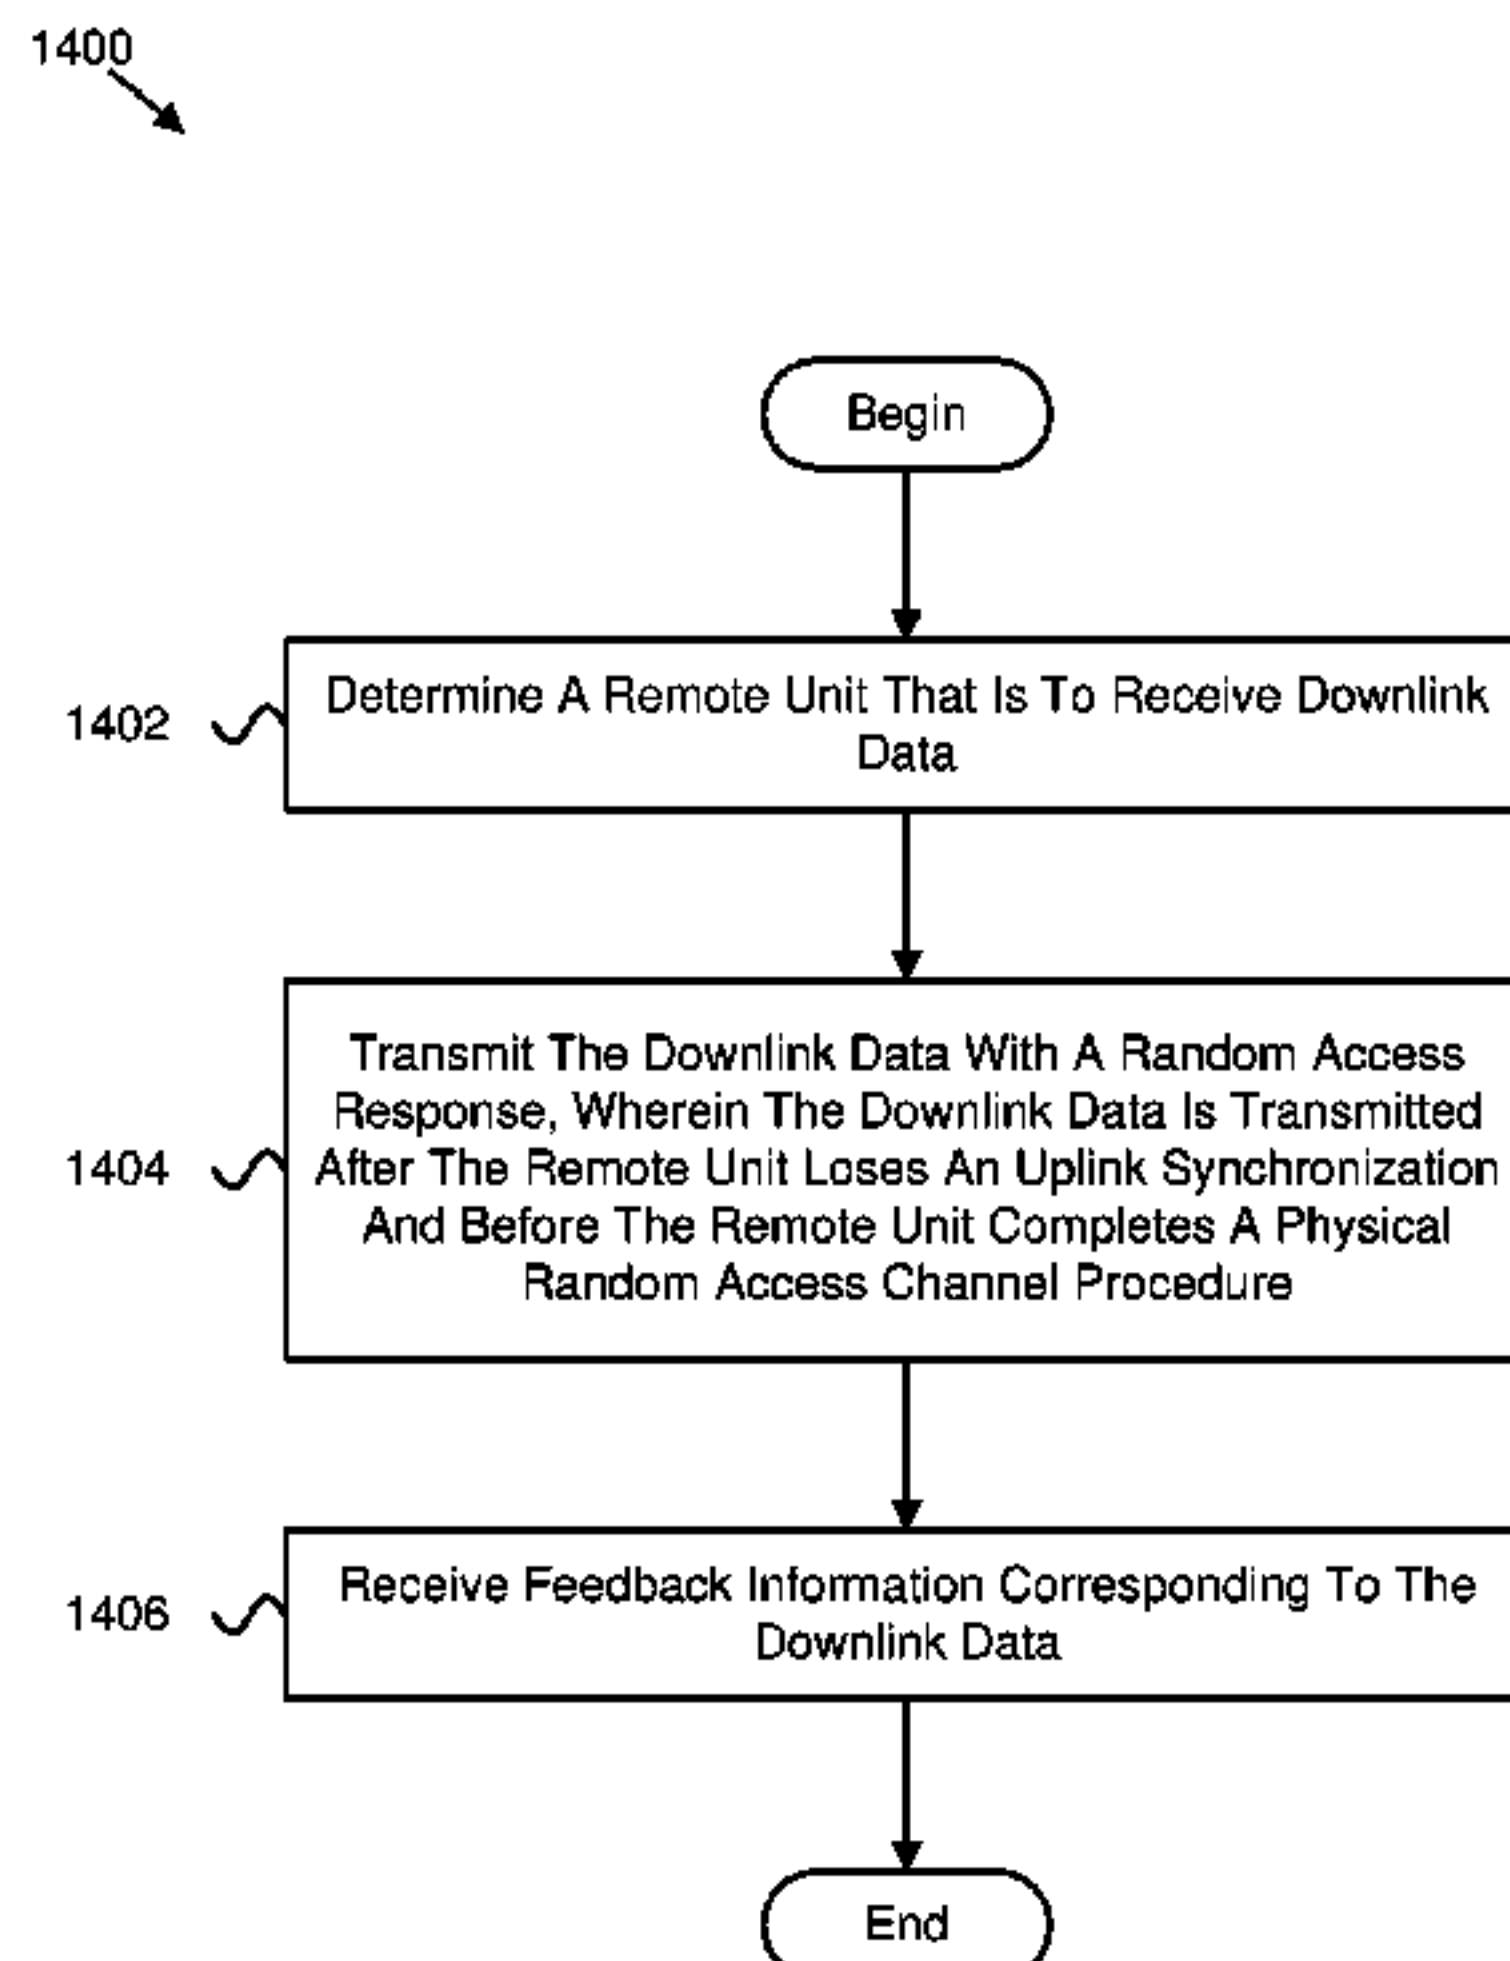 1400
Begin
1402
Determine A Remote Unit That Is To Receive Downlink
Data
1404
Transmit The Downlink Data With A Random Access
Response, Wherein The Downlink Data Is Transmitted
After The Remote Unit Loses An Uplink Synchronization
And Before The Remote Unit Completes A Physical
Random Access Channel Procedure
1406
Receive Feedback Information Corresponding To The
Downlink Data
End